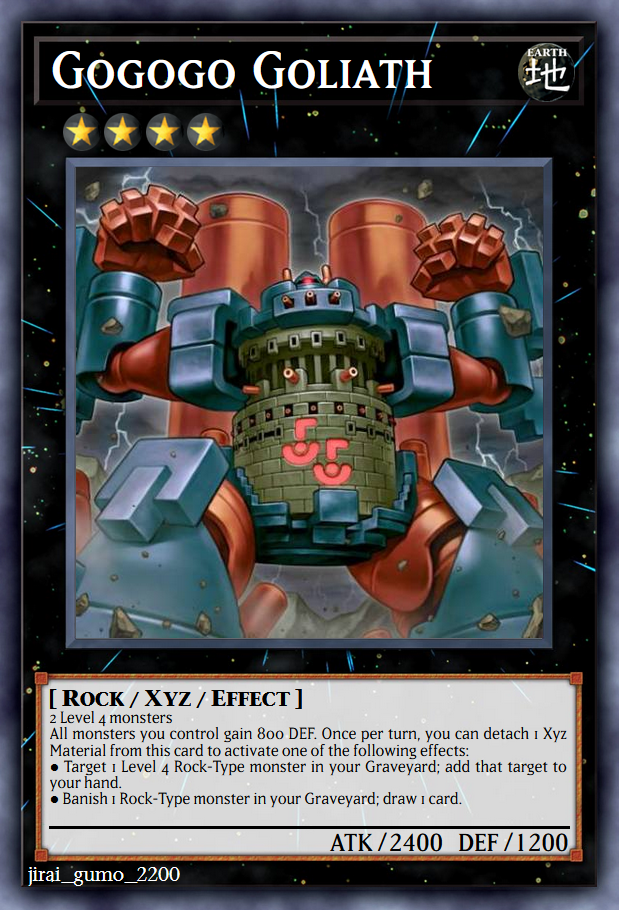 Gogogo Goliath
EARTH
地
[ Rock / Xyz / Effect ]
2 Level 4 monsters
All monsters you control gain 800 DEF. Once per turn, you can detach 1 Xyz
Material from this card to activate one of the following effects:
● Target 1 Level 4 Rock-Type monster in your Graveyard; add that target to
your hand.
● Banish 1 Rock-Type monster in your Graveyard; draw 1 card.
ATK / 2400 DEF / 1200
jirai_gumo_2200